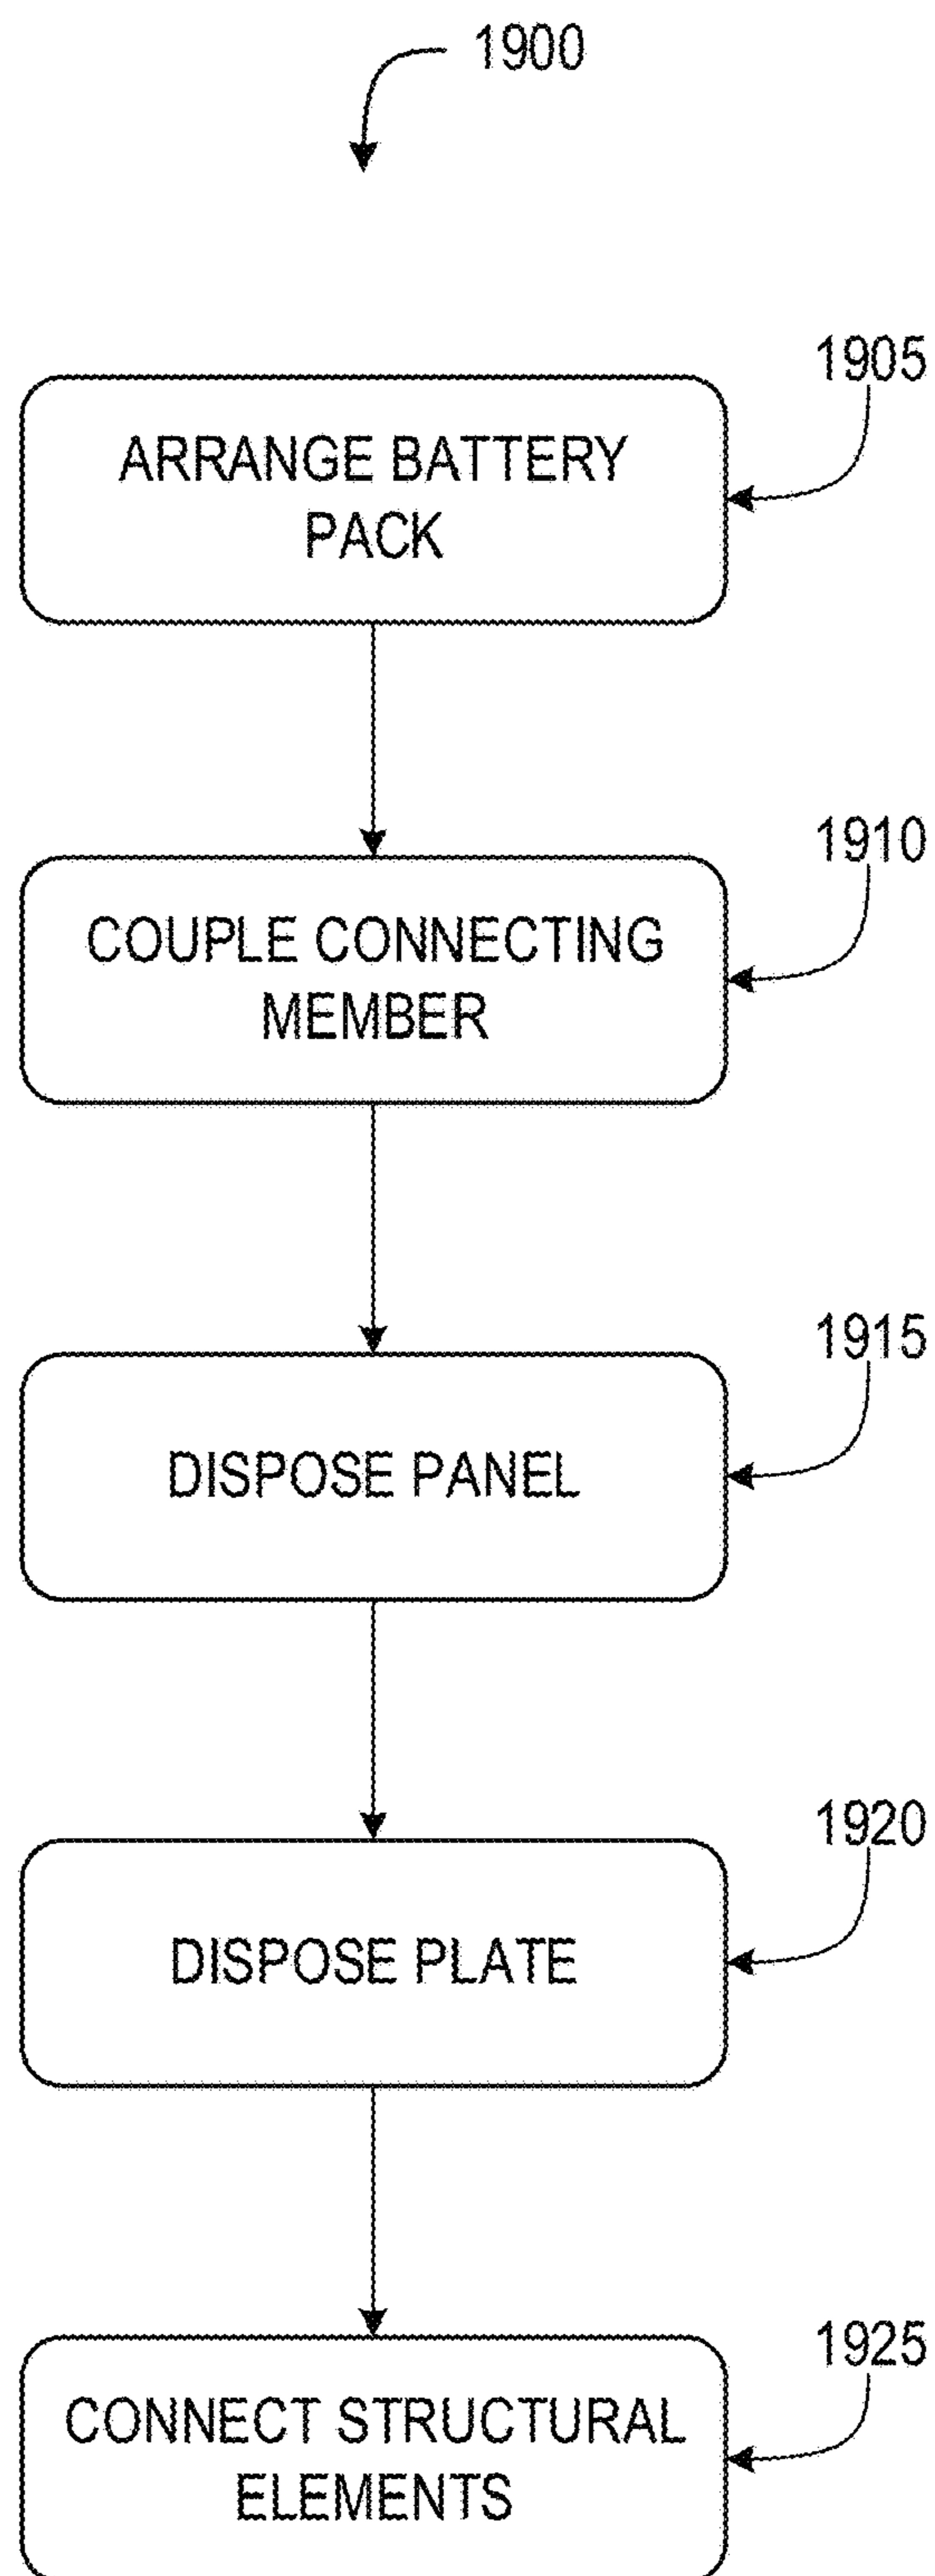 1900
1905
ARRANGE BATTERY
PACK
1910
COUPLE CONNECTING
MEMBER
1915
DISPOSE PANEL
1920
DISPOSE PLATE
1925
CONNECT STRUCTURAL
ELEMENTS